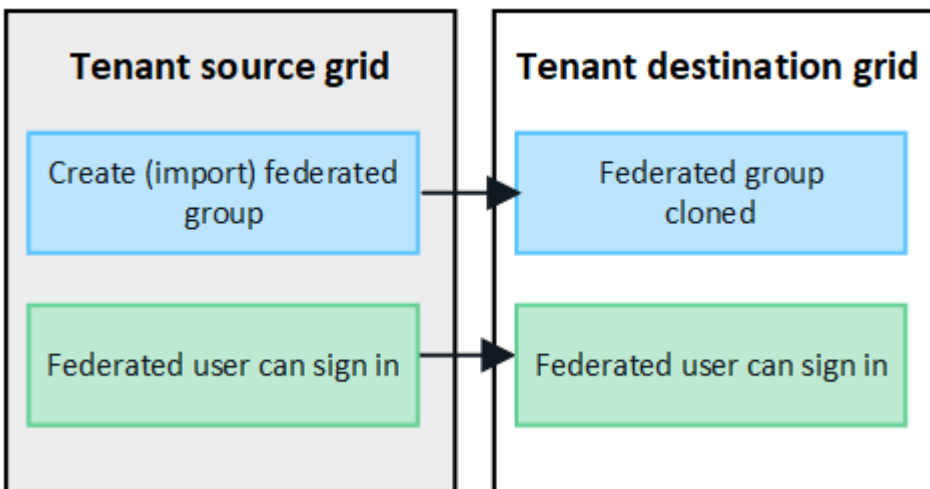 Tenant source grid
Create (import) federated
group
Federated user can sign in
Tenant destination grid
Federated group
cloned
Federated user can sign in